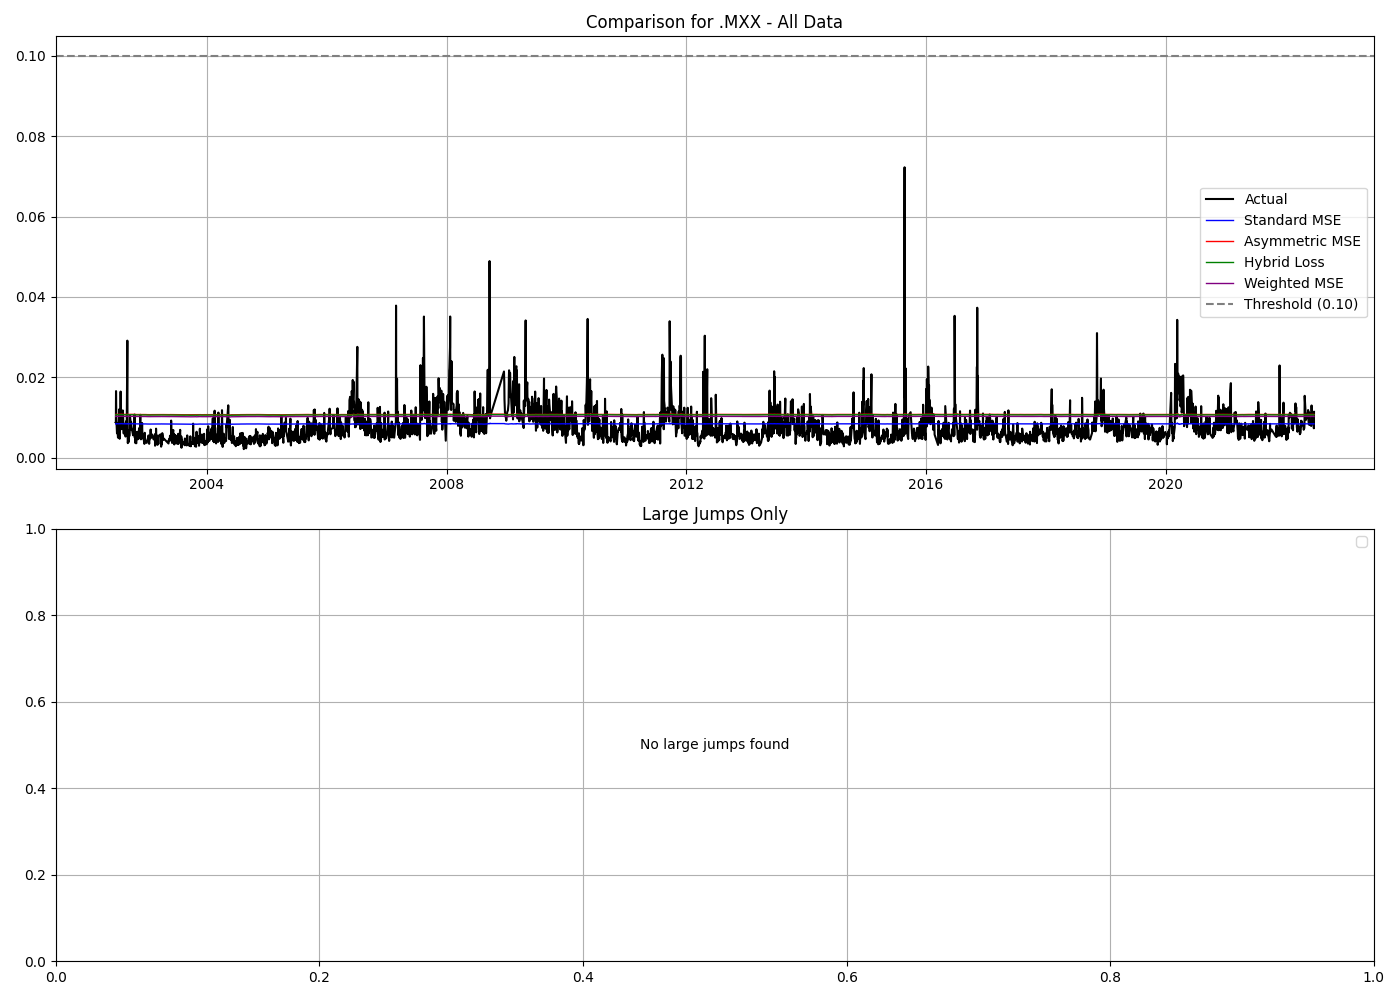 Comparison for .MXX - All Data
0.10
0.08
0.06
0.04
0.02
0.00
Actual
Standard MSE
Asymmetric MSE
Hybrid Loss
Weighted MSE
Threshold (0.10)
2004
2008
2012
2016
2020
Large Jumps Only
1.0
0.8
0.6
0.4
0.2
0.0
No large jumps found
0.0
0.2
0.4
0.6
0.8
1.0